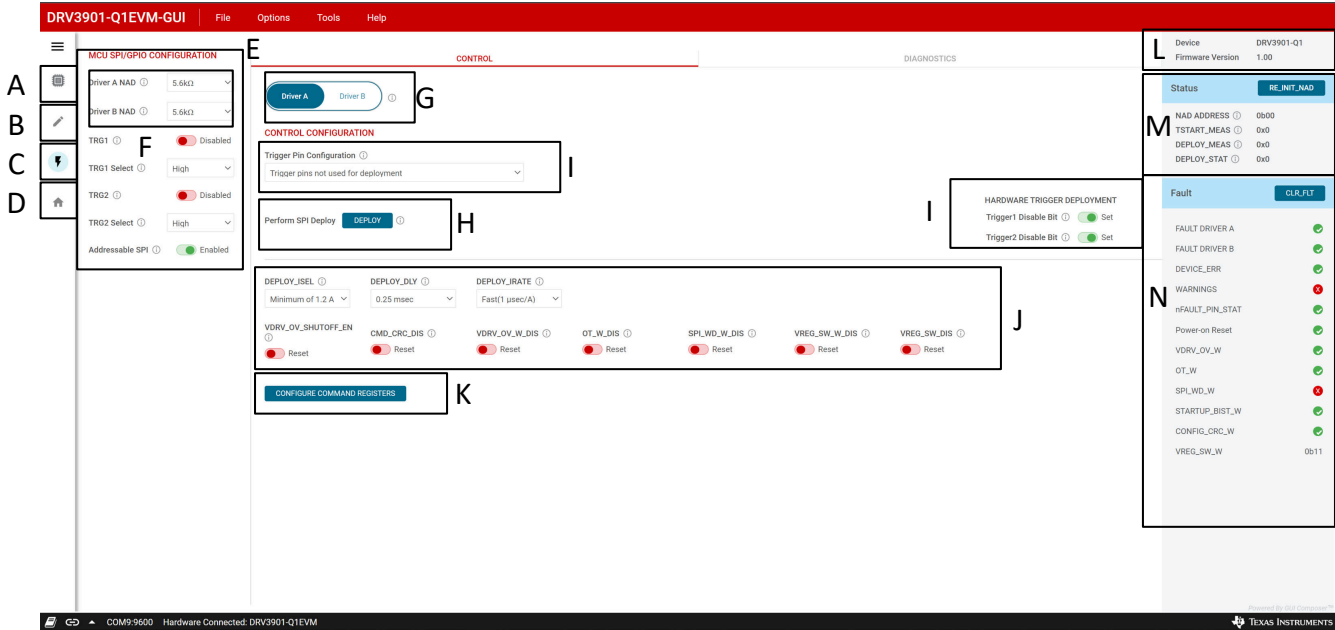 DRV3901-Q1EVM-GUI File Options Tools Help
A
B
C
D
E
MCU SPI/GPIO CONFIGURATION
Driver A NAD 5.6kΩ
Driver B NAD 5.6kΩ
F
TRG1 Disabled
TRG1 Select High
TRG2 Disabled
TRG2 Select High
Addressable SPI Enabled
CONTROL DIAGNOSTICS
Driver A Driver B
G
CONTROL CONFIGURATION
Trigger Pin Configuration
Trigger pins not used for deployment
I
Perform SPI Deploy DEPLOY
H
I
HARDWARE TRIGGER DEPLOYMENT
Trigger1 Disable Bit Set
Trigger2 Disable Bit Set
DEPLOY_ISEL DEPLOY_DLY DEPLOY_IRATE
Minimum of 1.2 A 0.25 msec Fast(1 µsec/A)
J
VDRV_OV_SHUTOFF_EN CMD_CRC_DIS VDRV_OV_W_DIS OT_W_DIS SPI_WD_W_DIS VREG_SW_W_DIS VREG_SW_DIS
Reset Reset Reset Reset Reset Reset Reset
CONFIGURE COMMAND REGISTERS
K
L
Device DRV3901-Q1
Firmware Version 1.00
Status RE_INIT_NAD
M
NAD ADDRESS 0b00
TSTART_MEAS 0x0
DEPLOY_MEAS 0x0
DEPLOY_STAT 0x0
Fault CLR_FLT
N
FAULT DRIVER A
FAULT DRIVER B
DEVICE_ERR
WARNINGS
nFAULT_PIN_STAT
Power-on Reset
VDRV_OV_W
OT_W
SPI_WD_W
STARTUP_BIST_W
CONFIG_CRC_W
VREG_SW_W 0b11
Powered By GUI Composer™
COM9:9600 Hardware Connected: DRV3901-Q1EVM
TEXAS INSTRUMENTS